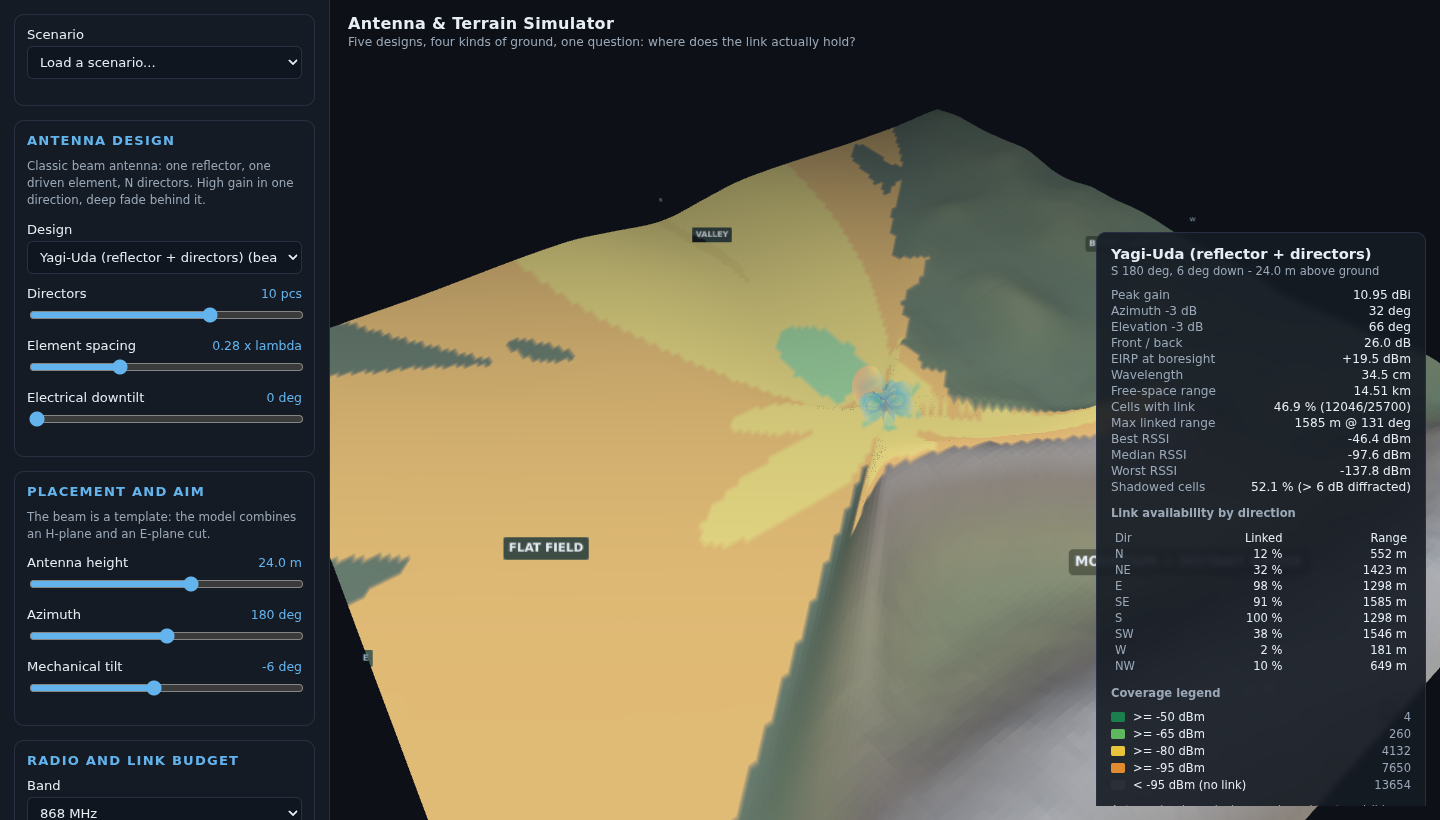 Scenario
Load a scenario...
ANTENNA DESIGN
Classic beam antenna: one reflector, one
driven element, N directors. High gain in one
direction, deep fade behind it.
Design
Yagi-Uda (reflector + directors) (bea
Directors 10 pcs
Element spacing 0.28 x lambda
Electrical downtilt 0 deg
PLACEMENT AND AIM
The beam is a template: the model combines
an H-plane and an E-plane cut.
Antenna height 24.0 m
Azimuth 180 deg
Mechanical tilt -6 deg
RADIO AND LINK BUDGET
Band
868 MHz
Antenna & Terrain Simulator
Five designs, four kinds of ground, one question: where does the link actually hold?
VALLEY
W
B
FLAT FIELD
MO
E
Yagi-Uda (reflector + directors)
S 180 deg, 6 deg down - 24.0 m above ground
Peak gain 10.95 dBi
Azimuth -3 dB 32 deg
Elevation -3 dB 66 deg
Front / back 26.0 dB
EIRP at boresight +19.5 dBm
Wavelength 34.5 cm
Free-space range 14.51 km
Cells with link 46.9 % (12046/25700)
Max linked range 1585 m @ 131 deg
Best RSSI -46.4 dBm
Median RSSI -97.6 dBm
Worst RSSI -137.8 dBm
Shadowed cells 52.1 % (> 6 dB diffracted)
Link availability by direction
Dir Linked Range
N 12 % 552 m
NE 32 % 1423 m
E 98 % 1298 m
SE 91 % 1585 m
S 100 % 1298 m
SW 38 % 1546 m
W 2 % 181 m
NW 10 % 649 m
Coverage legend
>= -50 dBm 4
>= -65 dBm 260
>= -80 dBm 4132
>= -95 dBm 7650
< -95 dBm (no link) 13654